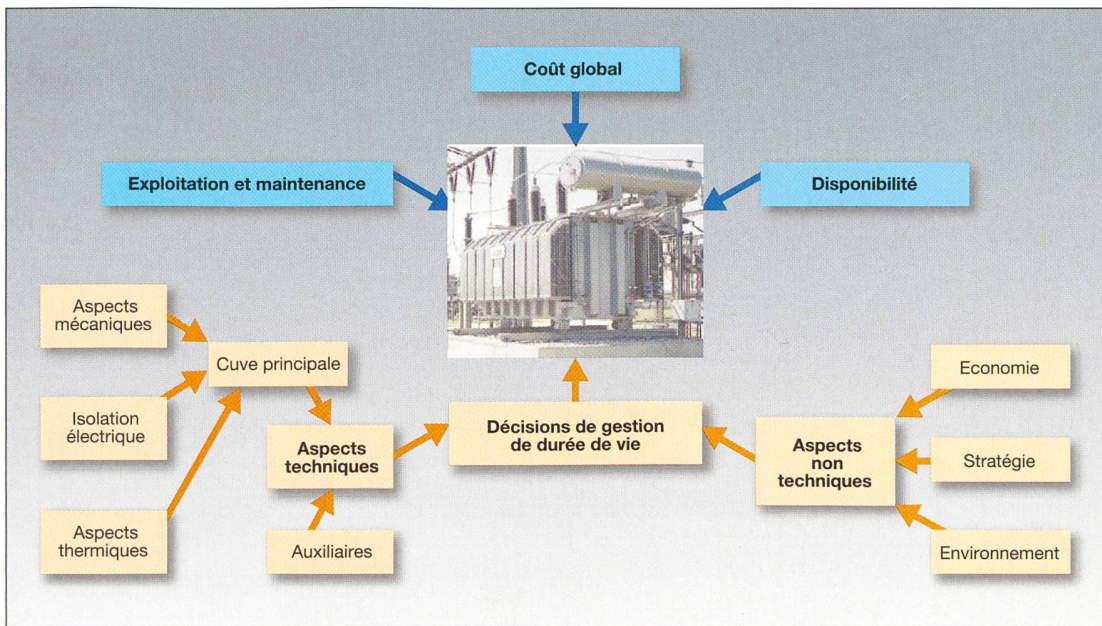 Coût global
Exploitation et maintenance
Disponibilité
Aspects
mécaniques
Cuve principale
Economie
Isolation
électrique
Aspects
techniques
Décisions de gestion
de durée de vie
Aspects
non
techniques
Stratégie
Aspects
thermiques
Auxiliaires
Environnement